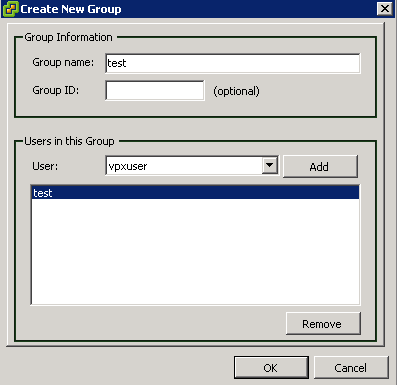 Create New Group
Group Information
Group name: test
Group ID: (optional)
Users in this Group
User: vpxuser Add
test
Remove
OK Cancel